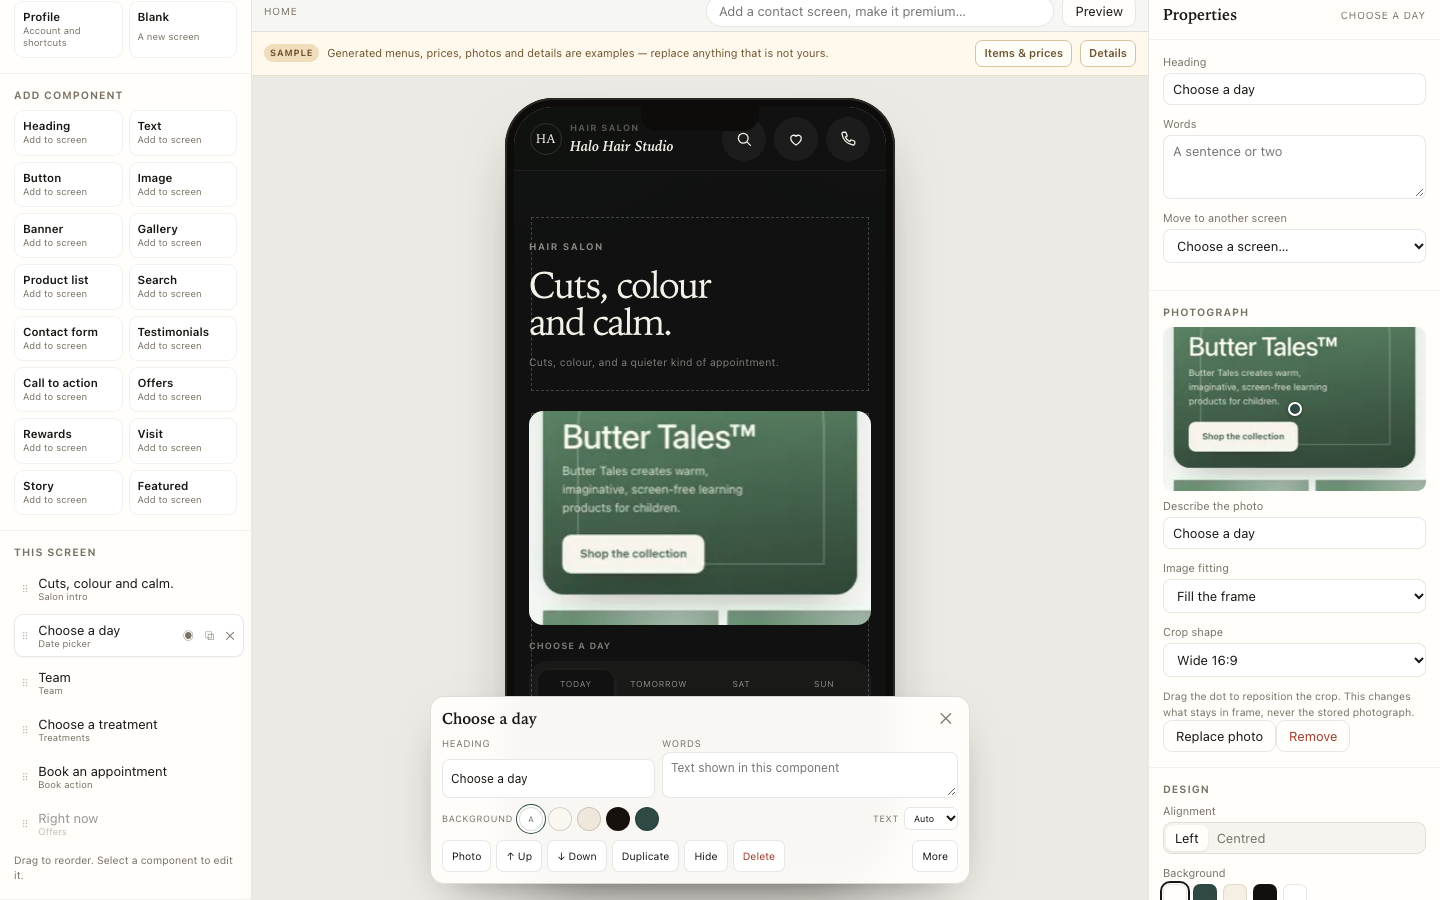 Profile
Account and
shortcuts
Blank
A new screen
ADD COMPONENT
Heading
Add to screen
Text
Add to screen
Button
Add to screen
Image
Add to screen
Banner
Add to screen
Gallery
Add to screen
Product list
Add to screen
Search
Add to screen
Contact form
Add to screen
Testimonials
Add to screen
Call to action
Add to screen
Offers
Add to screen
Rewards
Add to screen
Visit
Add to screen
Story
Add to screen
Featured
Add to screen
THIS SCREEN
Cuts, colour and calm.
Salon intro
Choose a day
Date picker
Team
Team
Choose a treatment
Treatments
Book an appointment
Book action
Right now
Offers
Drag to reorder. Select a component to edit
it.
HOME
Add a contact screen, make it premium...
Preview
SAMPLE
Generated menus, prices, photos and details are examples — replace anything that is not yours.
Items & prices
Details
HA
HAIR SALON
Halo Hair Studio
HAIR SALON
Cuts, colour
and calm.
Cuts, colour, and a quieter kind of appointment.
Butter Tales™
Butter Tales creates warm,
imaginative, screen-free learning
products for children.
Shop the collection
CHOOSE A DAY
TODAY
TOMORROW
SAT
SUN
Choose a day
HEADING
WORDS
Choose a day
Text shown in this component
BACKGROUND
A
TEXT
Auto
Photo
↑ Up
↓ Down
Duplicate
Hide
Delete
More
Properties
CHOOSE A DAY
Heading
Choose a day
Words
A sentence or two
Move to another screen
Choose a screen...
PHOTOGRAPH
Butter Tales™
Butter Tales creates warm,
imaginative, screen-free learning
products for children.
Shop the collection
Describe the photo
Choose a day
Image fitting
Fill the frame
Crop shape
Wide 16:9
Drag the dot to reposition the crop. This changes
what stays in frame, never the stored photograph.
Replace photo
Remove
DESIGN
Alignment
Left
Centred
Background